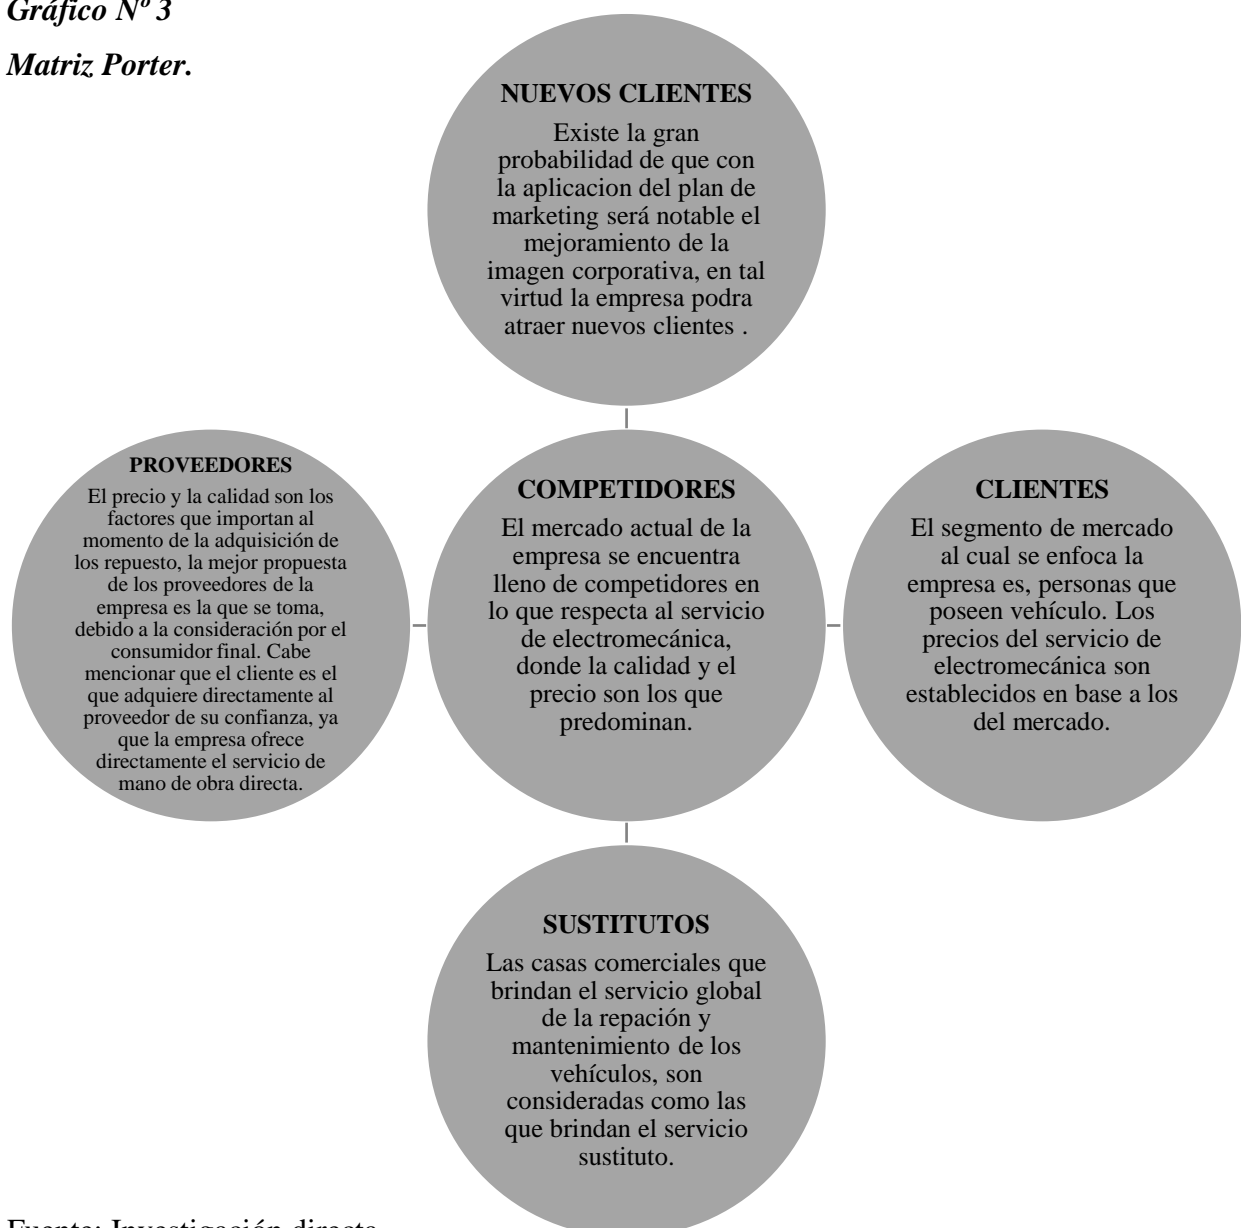 Gráfico Nº 3
Matriz Porter.
NUEVOS CLIENTES
Existe la gran
probabilidad de que con
la aplicacion del plan de
marketing será notable el
mejoramiento de la
imagen corporativa, en tal
virtud la empresa podra
atraer nuevos clientes .
PROVEEDORES
El precio y la calidad son los
factores que importan al
momento de la adquisición de
los repuesto, la mejor propuesta
de los proveedores de la
empresa es la que se toma,
debido a la consideración por el
consumidor final. Cabe
mencionar que el cliente es el
que adquiere directamente al
proveedor de su confianza, ya
que la empresa ofrece
directamente el servicio de
mano de obra directa.
COMPETIDORES
El mercado actual de la
empresa se encuentra
lleno de competidores en
lo que respecta al servicio
de electromecánica,
donde la calidad y el
precio son los que
predominan.
CLIENTES
El segmento de mercado
al cual se enfoca la
empresa es, personas que
poseen vehículo. Los
precios del servicio de
electromecánica son
establecidos en base a los
del mercado.
SUSTITUTOS
Las casas comerciales que
brindan el servicio global
de la repación y
mantenimiento de los
vehículos, son
consideradas como las
que brindan el servicio
sustituto.
Fuente: Investigación directa